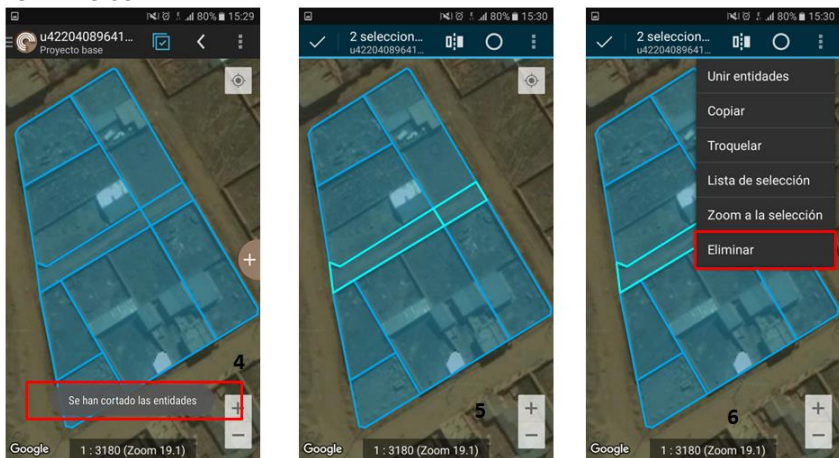 80% 15:29
u42204089641...
Proyecto base
4
Se han cortado las entidades
+
+
−
Google
1 : 3180 (Zoom 19.1)
80% 15:30
2 seleccion...
u42204089641...
5
+
−
Google
1 : 3180 (Zoom 19.1)
80% 15:30
2 seleccion...
u42204089641...
Unir entidades
Copiar
Troquelar
Lista de selección
Zoom a la selección
Eliminar
6
+
−
Google
1 : 3180 (Zoom 19.1)